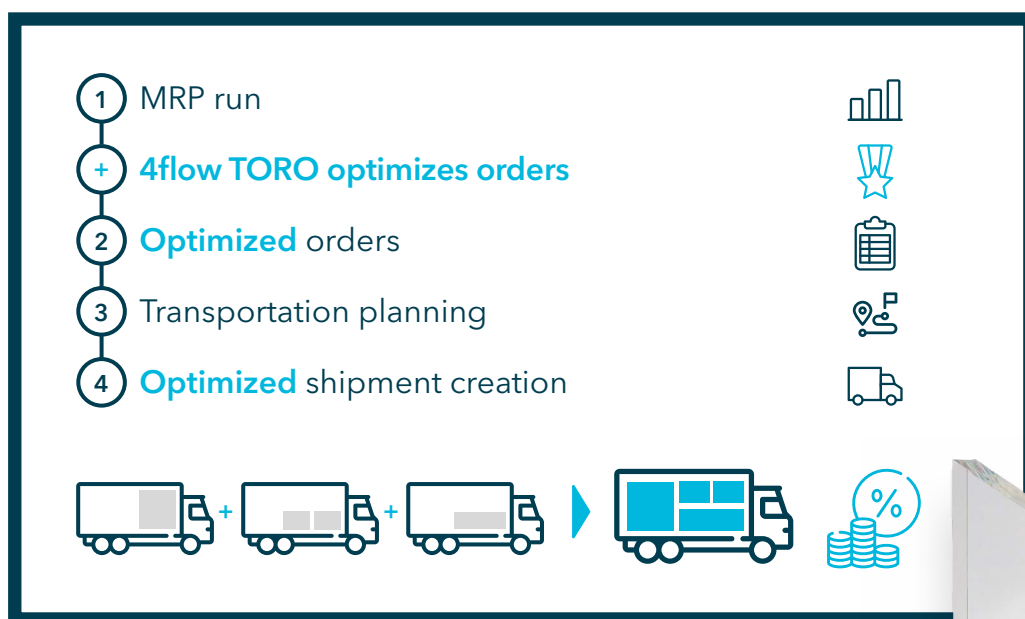 1 MRP run
+ 4flow TORO optimizes orders
2 Optimized orders
3 Transportation planning
4 Optimized shipment creation
+ + %